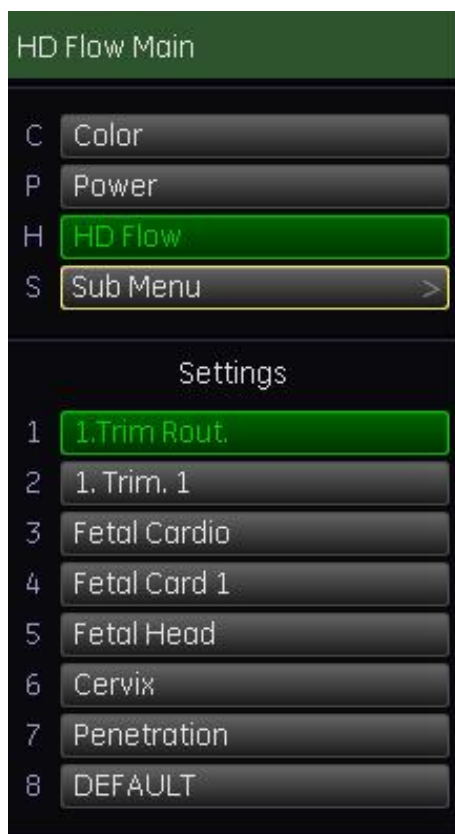 HD Flow Main
C Color
P Power
H HD Flow
S Sub Menu >
Settings
1 1.Trim Rout.
2 1. Trim. 1
3 Fetal Cardio
4 Fetal Card 1
5 Fetal Head
6 Cervix
7 Penetration
8 DEFAULT